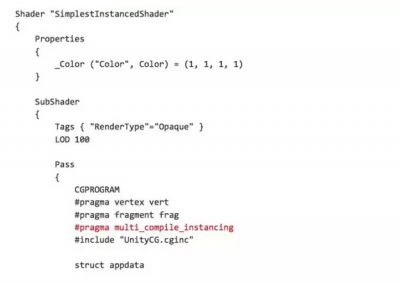 Shader "SimplestInstancedShader"
{
    Properties
    {
        _Color ("Color", Color) = (1, 1, 1, 1)
    }

    SubShader
    {
        Tags { "RenderType"="Opaque" }
        LOD 100

        Pass
        {
            CGPROGRAM
            #pragma vertex vert
            #pragma fragment frag
            #pragma multi_compile_instancing
            #include "UnityCG.cginc"

            struct appdata